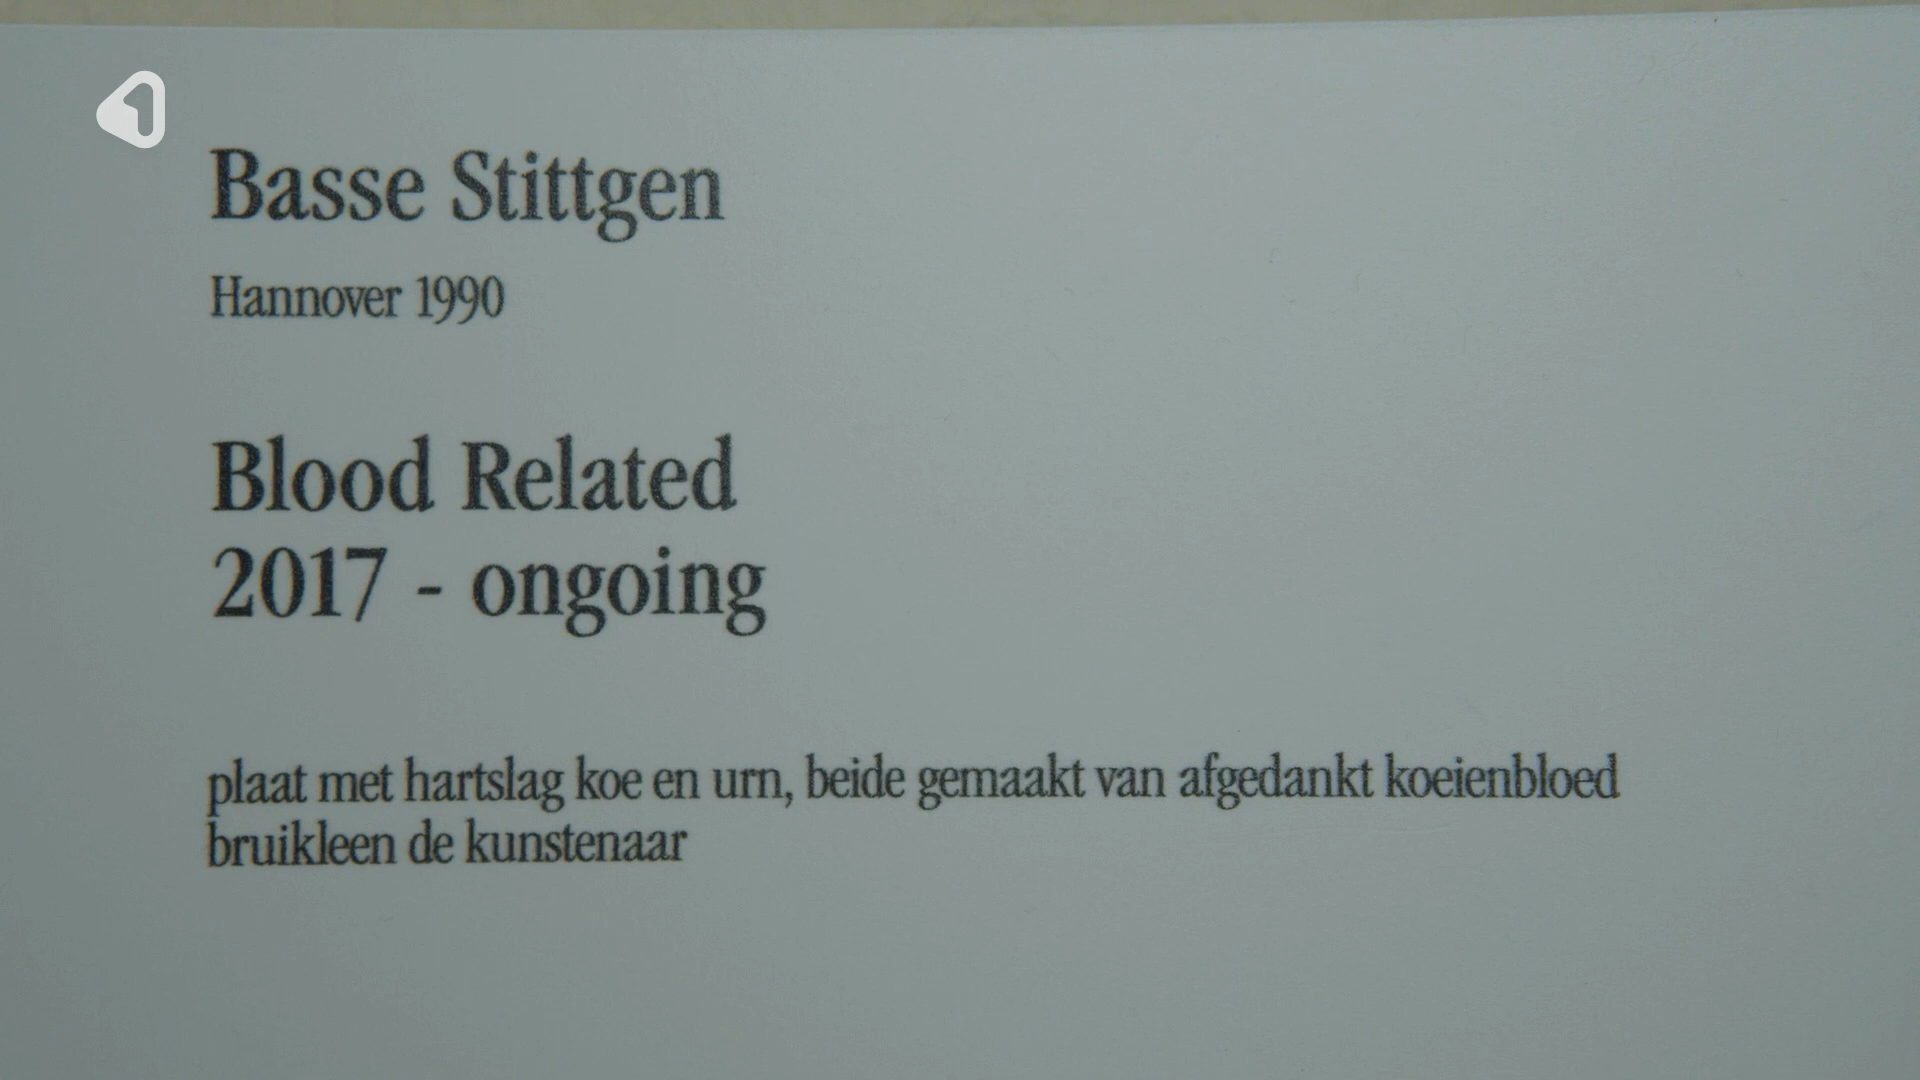 1
Basse Stittgen
Hannover 1990
Blood Related
2017 - ongoing
plaat met hartslag koe en urn, beide gemaakt van afgedankt koeienbloed
bruikleen de kunstenaar